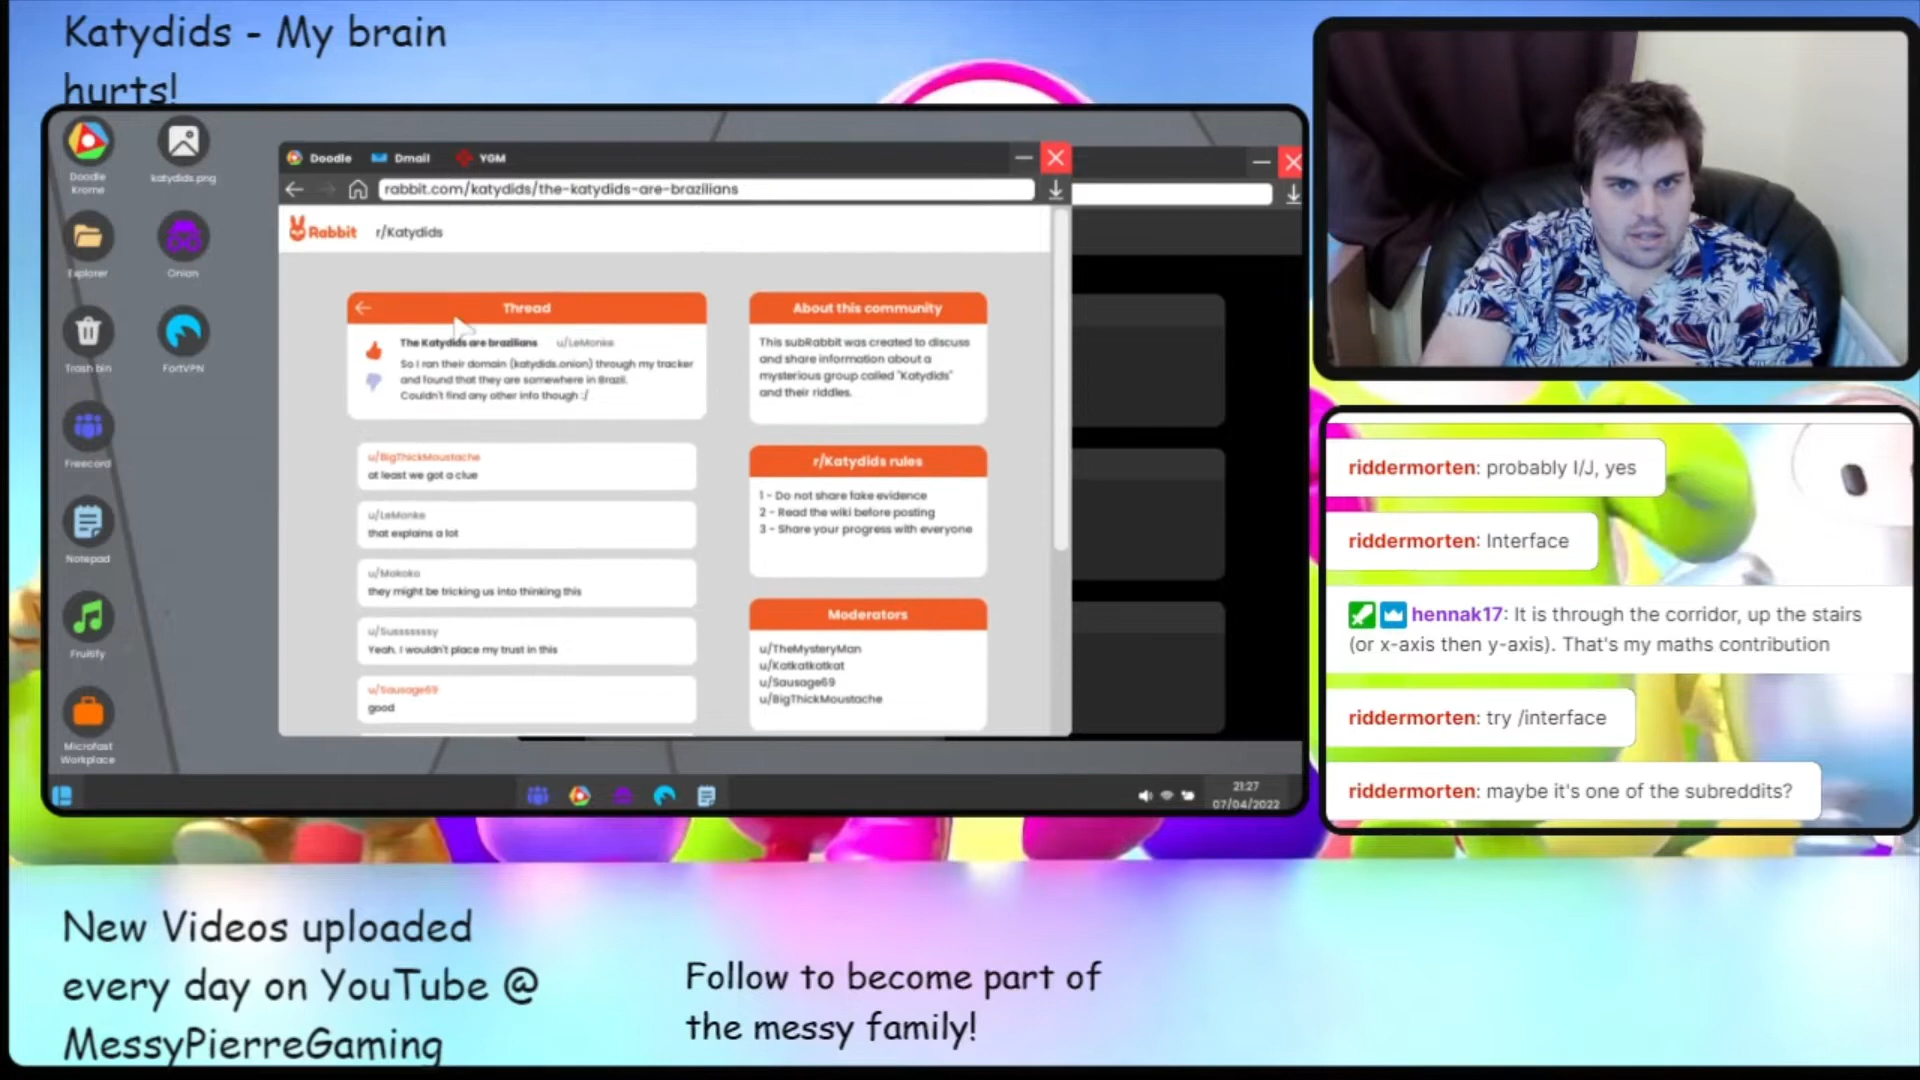 Katydids - My brain
hurts!
Doodle
Krome
katydids.png
Explorer
Onion
Trash bin
FortVPN
Freecord
Notepad
Fruitify
Microfast
Workplace
Doodle
Dmail
YGM
rabbit.com/katydids/the-katydids-are-brazilians
Rabbit
r/Katydids
Thread
The Katydids are brazilians u/LeMonke
So I ran their domain (katydids.onion) through my tracker
and found that they are somewhere in Brazil.
Couldn't find any other info though :/
u/BigThickMoustache
at least we got a clue
u/LeMonke
that explains a lot
u/Mokoko
they might be tricking us into thinking this
u/Susssssssy
Yeah, I wouldn't place my trust in this
u/Sausage69
good
About this community
This subRabbit was created to discuss
and share information about a
mysterious group called "Katydids"
and their riddles.
r/Katydids rules
1 - Do not share fake evidence
2 - Read the wiki before posting
3 - Share your progress with everyone
Moderators
u/TheMysteryMan
u/Katkatkotkat
u/Sausage69
u/BigThickMoustache
21:27
07/04/2022
riddermorten: probably I/J, yes
riddermorten: Interface
hennak17: It is through the corridor, up the stairs
(or x-axis then y-axis). That's my maths contribution
riddermorten: try /interface
riddermorten: maybe it's one of the subreddits?
New Videos uploaded
every day on YouTube @
MessyPierreGaming
Follow to become part of
the messy family!